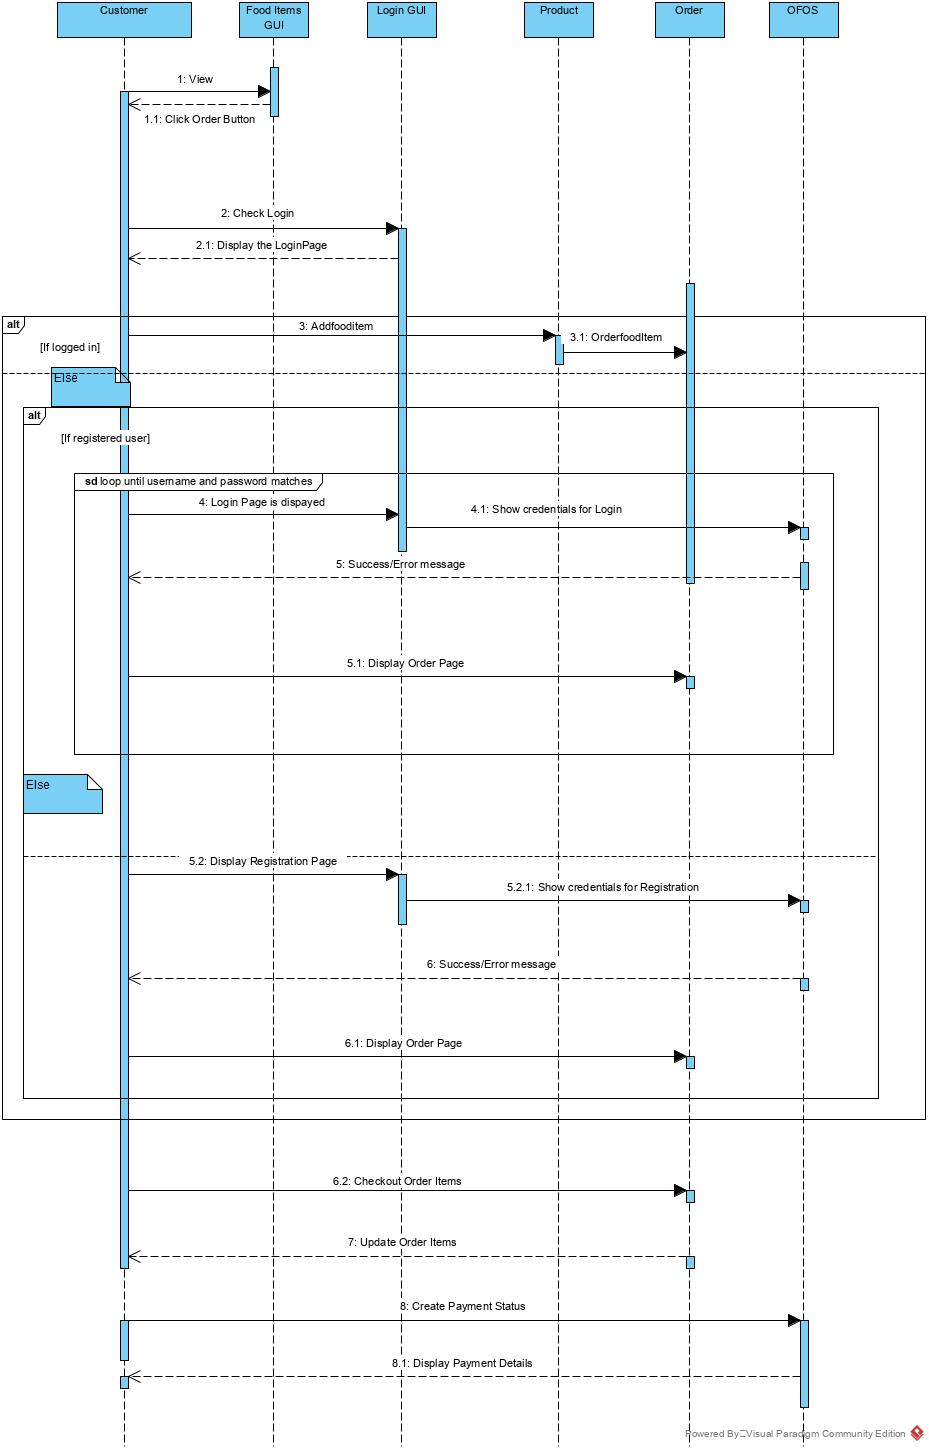 Customer
Food Items
GUI
Login GUI
Product
Order
OFOS
1: View
1.1: Click Order Button
2: Check Login
2.1: Display the LoginPage
alt
3: Addfooditem
3.1: OrderfoodItem
[If logged in]
Else
alt
[If registered user]
sd loop until username and password matches
4: Login Page is dispayed
4.1: Show credentials for Login
5: Success/Error message
5.1: Display Order Page
Else
5.2: Display Registration Page
5.2.1: Show credentials for Registration
6: Success/Error message
6.1: Display Order Page
6.2: Checkout Order Items
7: Update Order Items
8: Create Payment Status
8.1: Display Payment Details
Powered By Visual Paradigm Community Edition